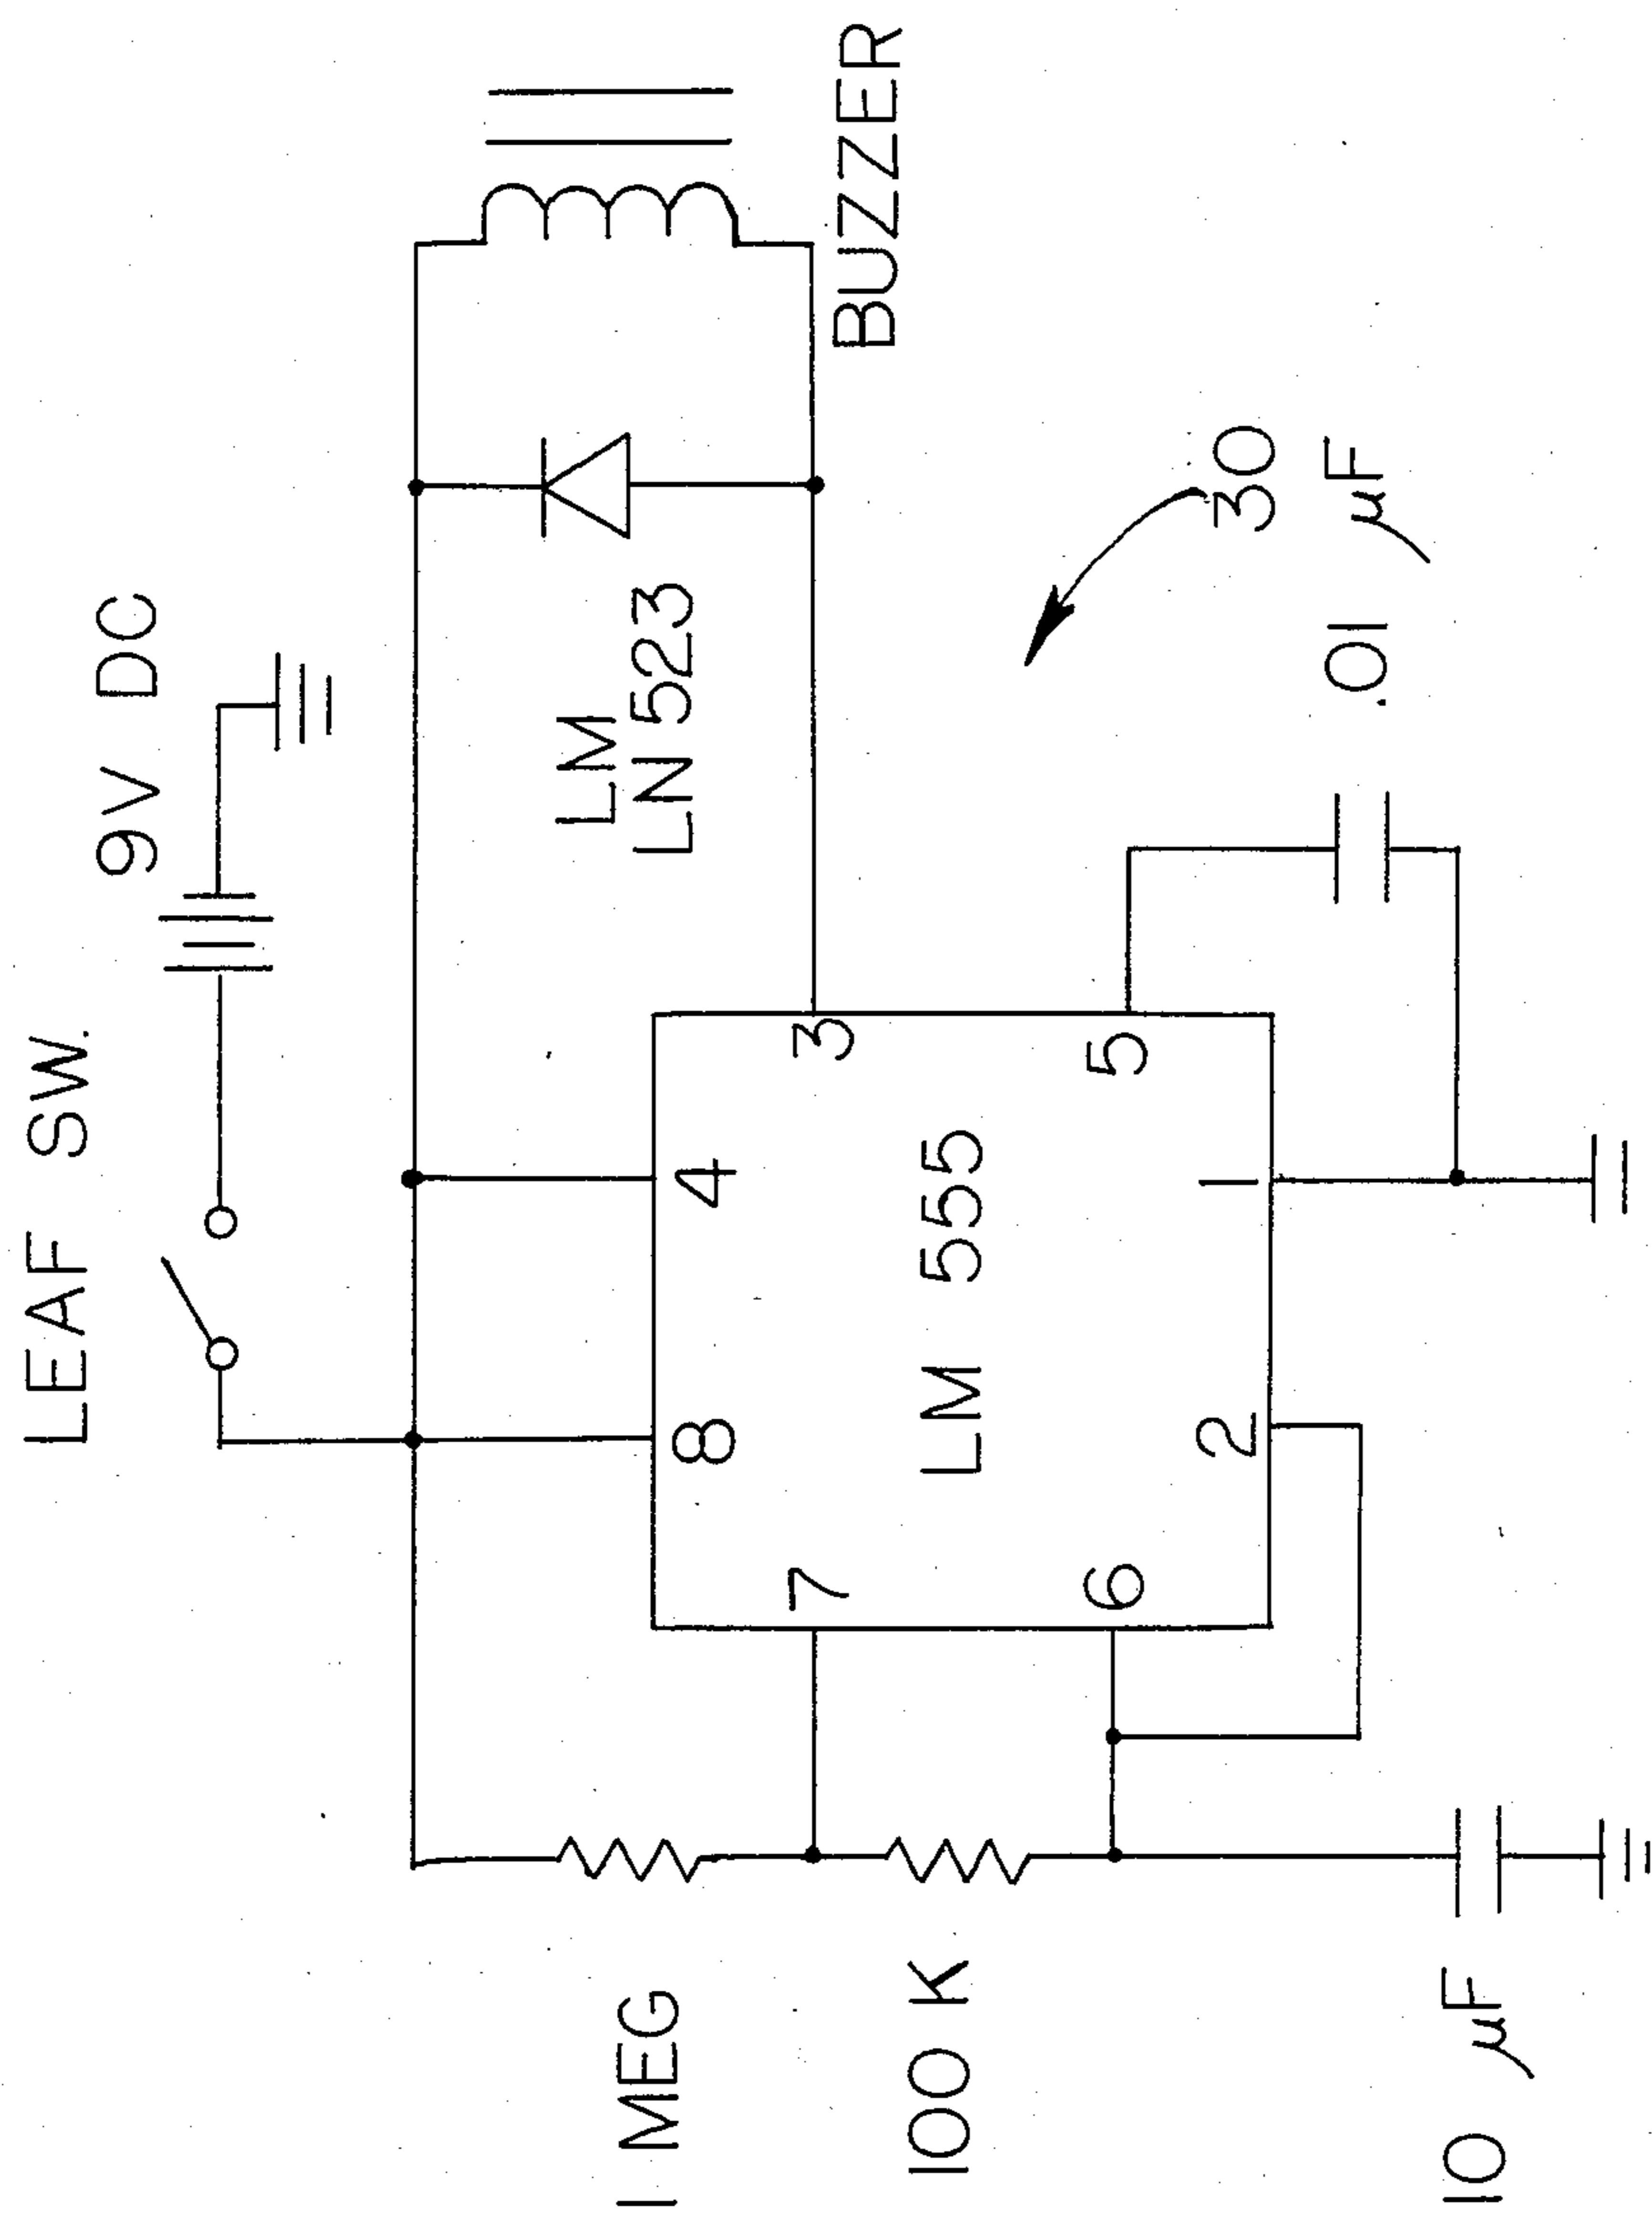 LEAF SW.
9V DC
LM
LN 523
BUZZER
1 MEG
100 K
10 µF
8
4
7
3
LM 555
6
5
2
1
30
.01 µF